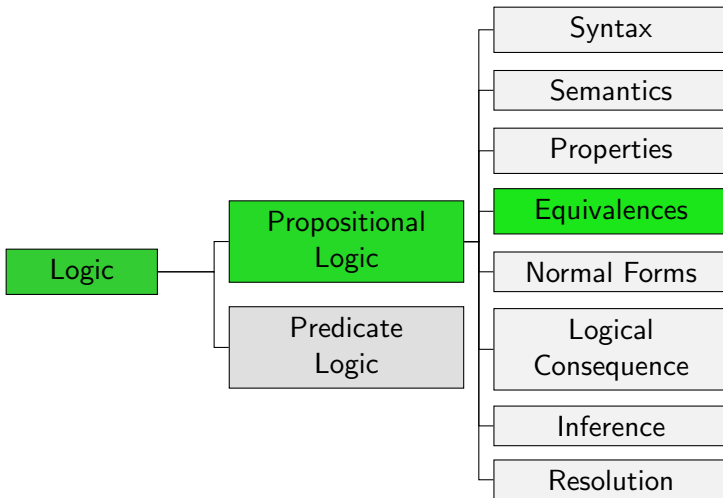 Logic
Propositional
Logic
Predicate
Logic
Syntax
Semantics
Properties
Equivalences
Normal Forms
Logical
Consequence
Inference
Resolution